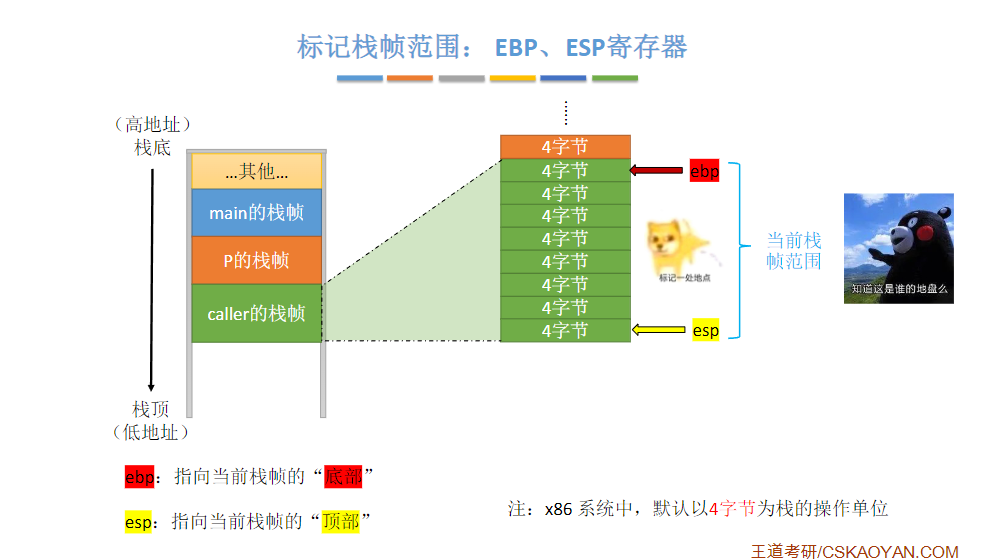 标记栈帧范围： EBP、ESP寄存器
（高地址）
栈底
...其他...
main的栈帧
P的栈帧
caller的栈帧
栈顶
（低地址）
4字节
4字节
4字节
4字节
4字节
4字节
4字节
4字节
4字节
ebp
esp
标记一处地点
当前栈
帧范围
知道这是谁的地盘么
ebp：指向当前栈帧的“底部”
esp：指向当前栈帧的“顶部”
注：x86 系统中，默认以4字节为栈的操作单位
王道考研/CSKAOYAN.COM